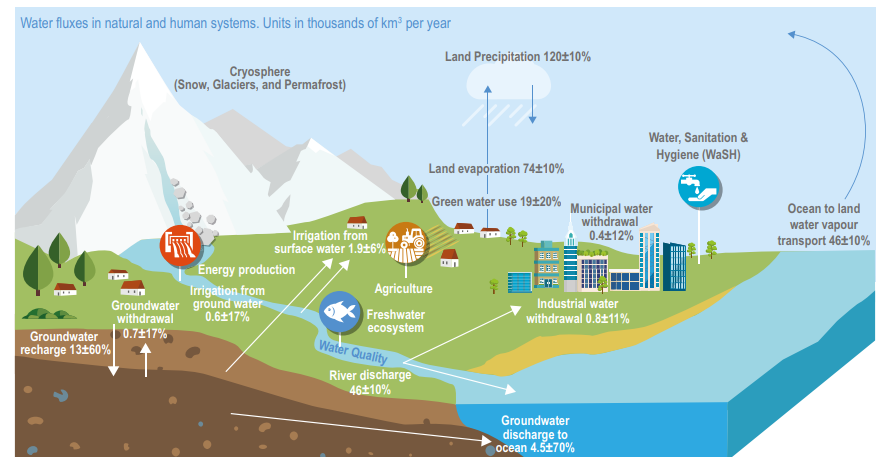 Water fluxes in natural and human systems. Units in thousands of km³ per year
Land Precipitation 120±10%
Cryosphere
(Snow, Glaciers, and Permafrost)
Water, Sanitation &
Hygiene (WaSH)
Land evaporation 74±10%
Green water use 19±20%
Municipal water
withdrawal
0.4±12%
Ocean to land
water vapour
transport 46±10%
Irrigation from
surface water 1.9±6%
Energy production
Agriculture
Irrigation from
ground water
0.6±17%
Groundwater
withdrawal
0.7±17%
Industrial water
withdrawal 0.8±11%
Freshwater
ecosystem
Groundwater
recharge 13±60%
Water Quality
River discharge
46±10%
Groundwater
discharge to
ocean 4.5±70%